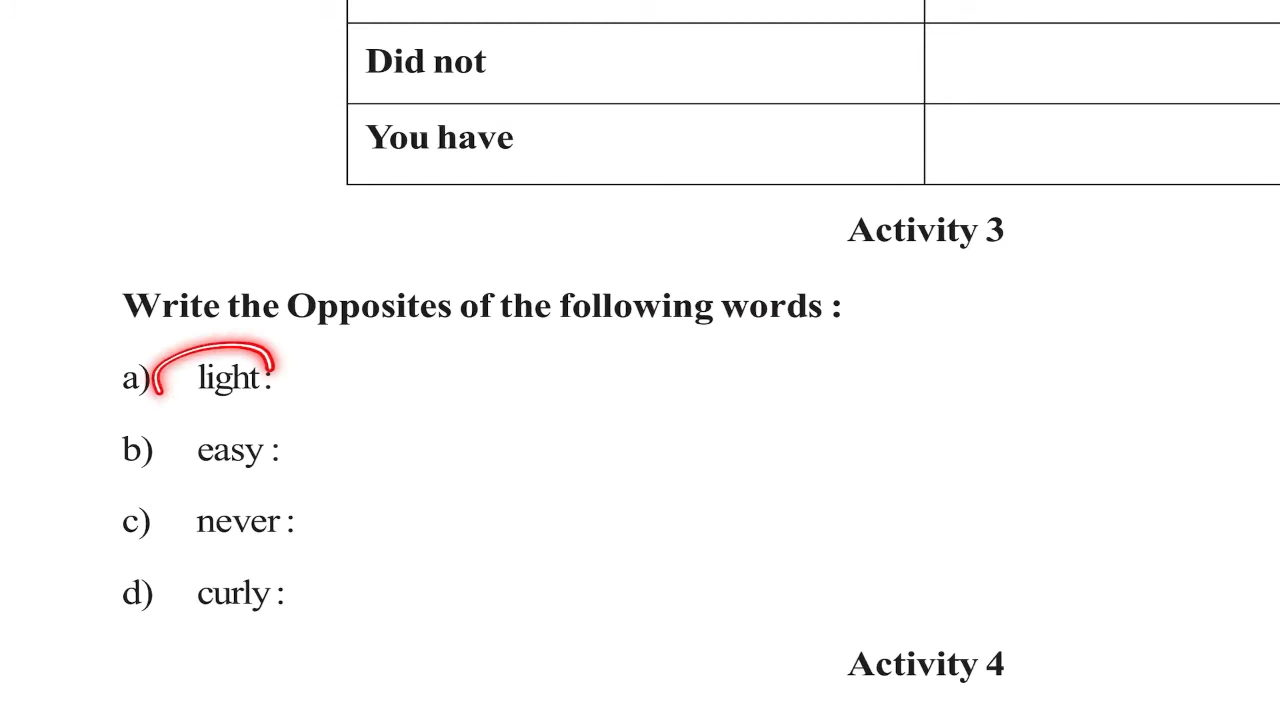 Did not
You have
Activity 3
Write the Opposites of the following words :
a) light :
b) easy :
c) never :
d) curly :
Activity 4